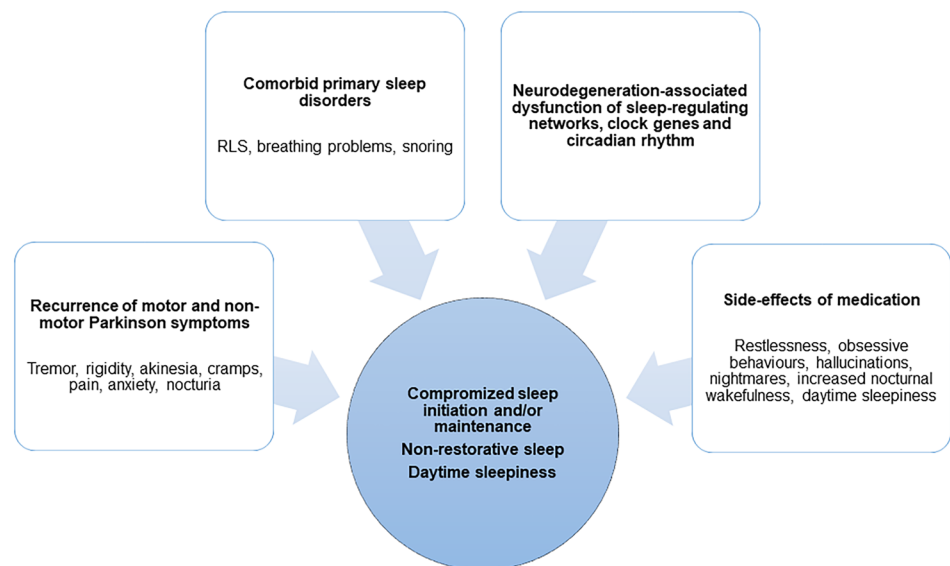 Comorbid primary sleep
disorders
RLS, breathing problems, snoring
Neurodegeneration-associated
dysfunction of sleep-regulating
networks, clock genes and
circadian rhythm
Recurrence of motor and non-
motor Parkinson symptoms
Tremor, rigidity, akinesia, cramps,
pain, anxiety, nocturia
Side-effects of medication
Restlessness, obsessive
behaviours, hallucinations,
nightmares, increased nocturnal
wakefulness, daytime sleepiness
Compromized sleep
initiation and/or
maintenance
Non-restorative sleep
Daytime sleepiness